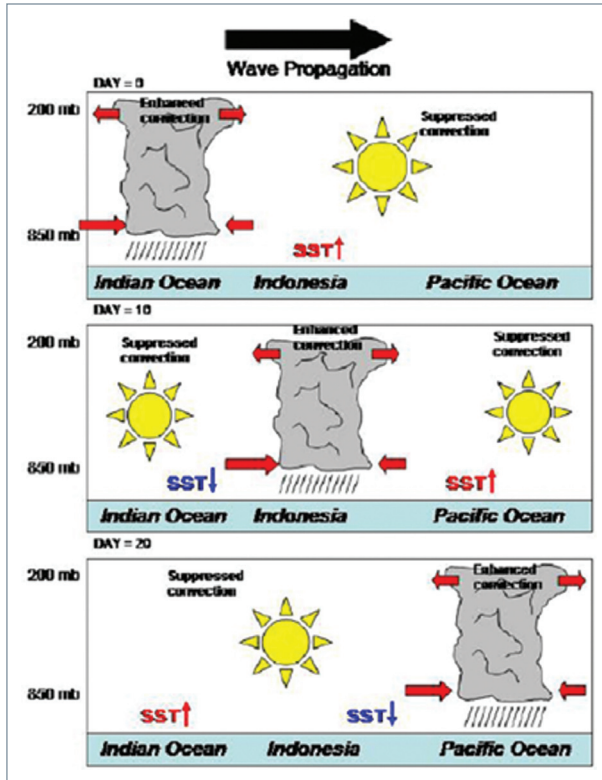 Wave Propagation
DAY = 0
200 mb
Enhanced convection
Suppressed convection
850 mb
SST↑
Indian Ocean Indonesia Pacific Ocean
DAY = 10
200 mb
Suppressed convection
Enhanced convection
Suppressed convection
850 mb
SST↓
SST↑
Indian Ocean Indonesia Pacific Ocean
DAY = 20
200 mb
Suppressed convection
Enhanced convection
850 mb
SST↑
SST↓
Indian Ocean Indonesia Pacific Ocean